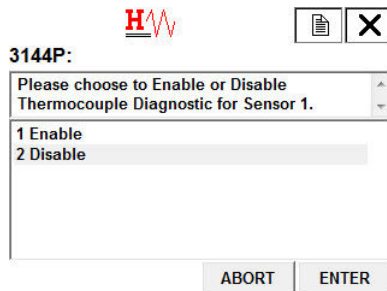 H
3144P:
Please choose to Enable or Disable
Thermocouple Diagnostic for Sensor 1.
1 Enable
2 Disable
ABORT ENTER